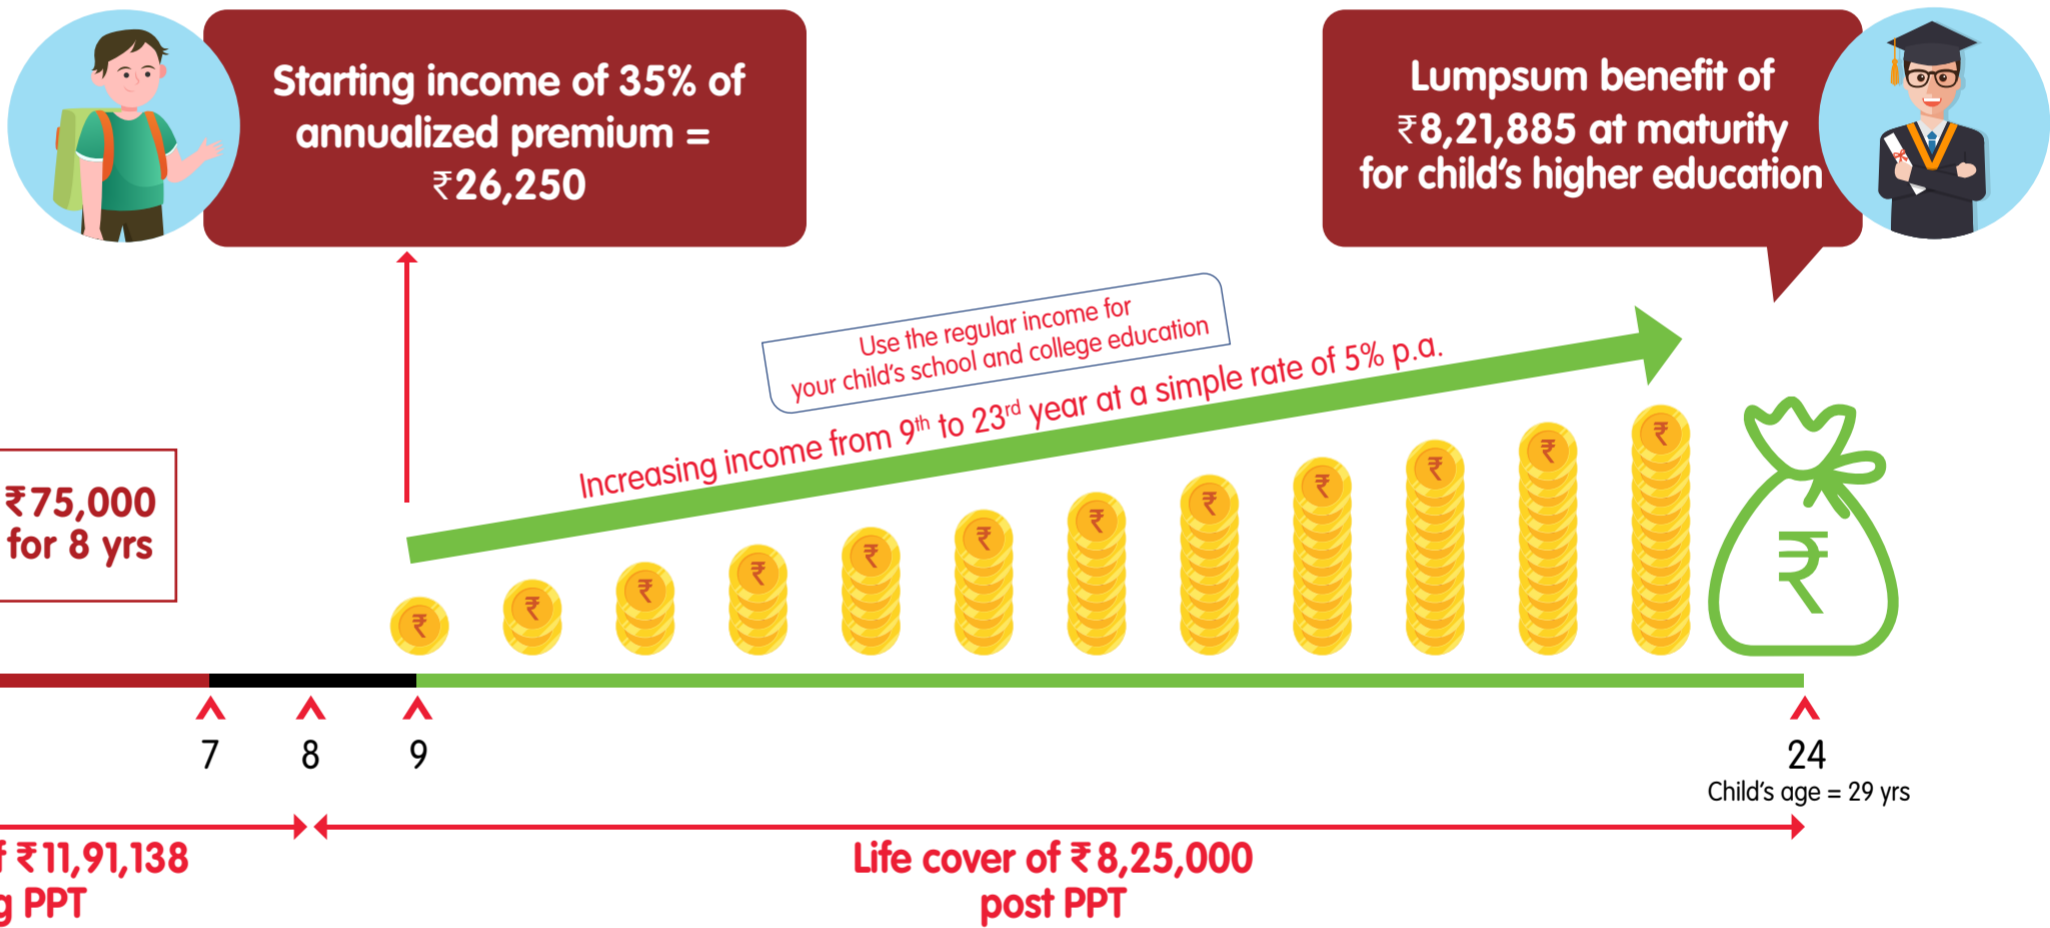 Starting income of 35% of
annualized premium =
₹26,250
Lumpsum benefit of
₹8,21,885 at maturity
for child's higher education
Use the regular income for
your child's school and college education
Increasing income from 9th to 23rd year at a simple rate of 5% p.a.
₹75,000
for 8 yrs
₹
₹
₹
₹
₹
₹
₹
₹
₹
₹
₹
₹
₹
7
8
9
24
Child's age = 29 yrs
₹11,91,138
PPT
Life cover of ₹8,25,000
post PPT